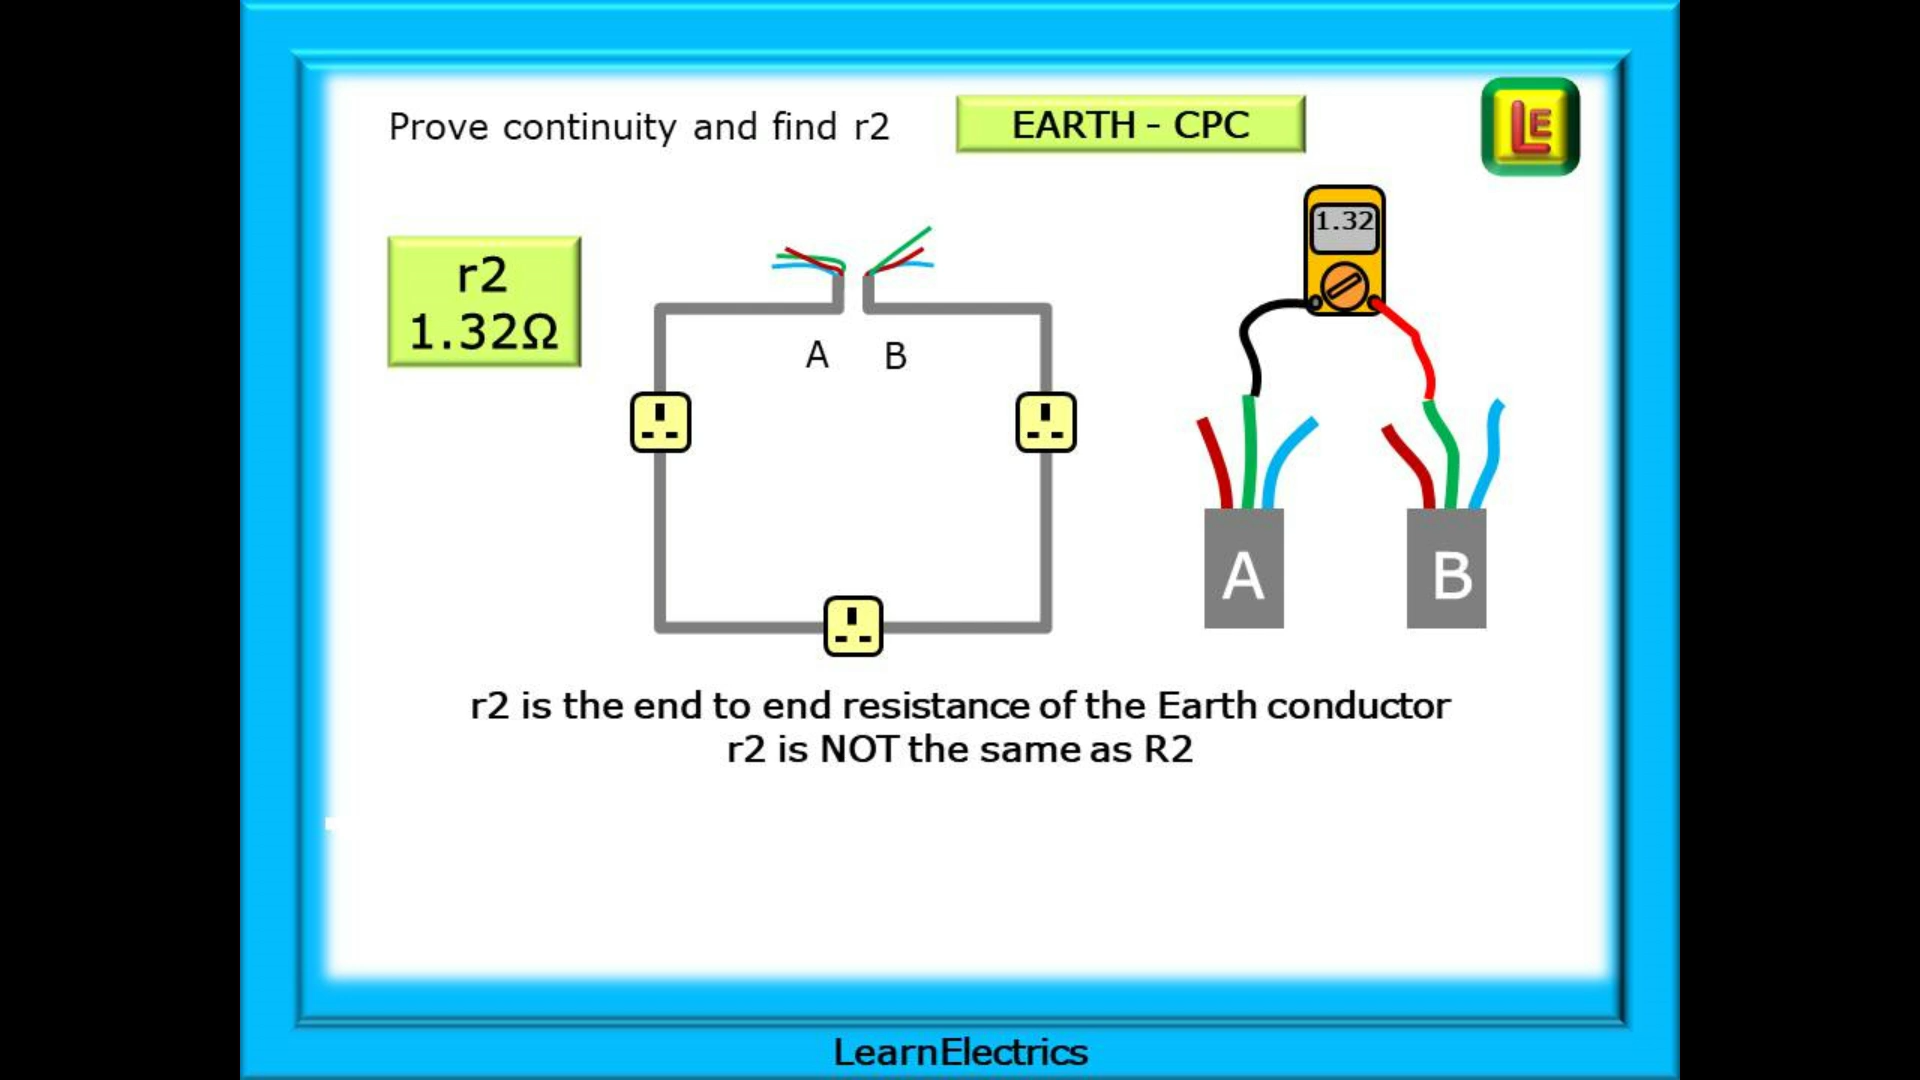 Prove continuity and find r2
EARTH - CPC
LE
r2
1.32Ω
1.32
A
B
A
B
r2 is the end to end resistance of the Earth conductor
r2 is NOT the same as R2
LearnElectrics